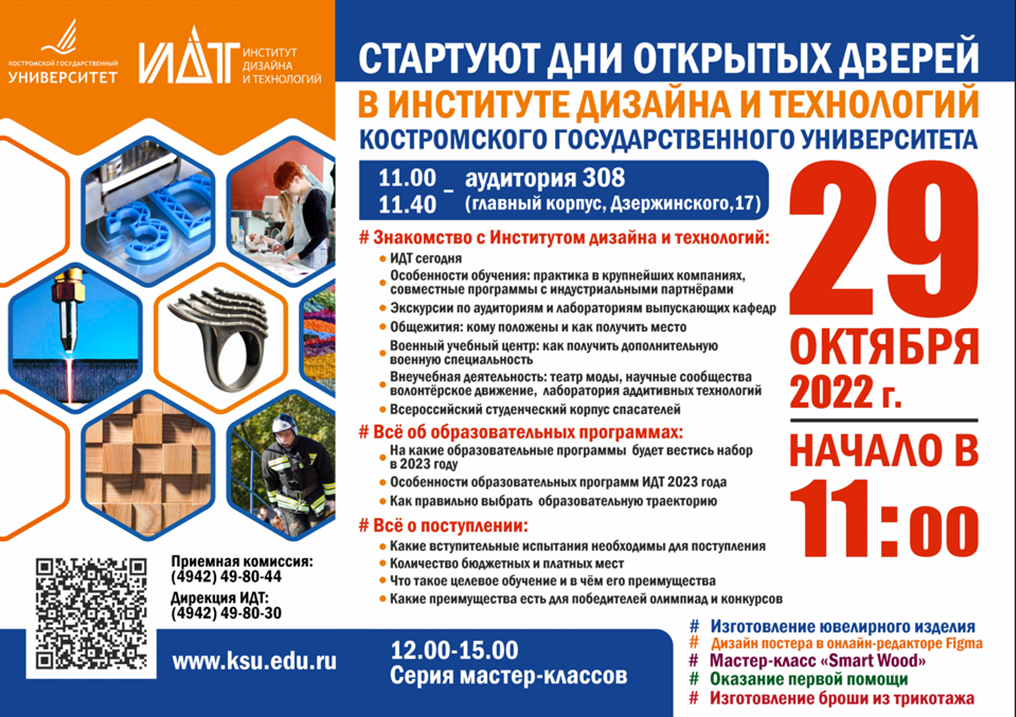 КОСТРОМСКОЙ ГОСУДАРСТВЕННЫЙ
УНИВЕРСИТЕТ
ИДТ
ИНСТИТУТ
ДИЗАЙНА
И ТЕХНОЛОГИЙ
СТАРТУЮТ ДНИ ОТКРЫТЫХ ДВЕРЕЙ
В ИНСТИТУТЕ ДИЗАЙНА И ТЕХНОЛОГИЙ
КОСТРОМСКОГО ГОСУДАРСТВЕННОГО УНИВЕРСИТЕТА
11.00 – 11.40
аудитория 308
(главный корпус, Дзержинского,17)
# Знакомство с Институтом дизайна и технологий:
• ИДТ сегодня
• Особенности обучения: практика в крупнейших компаниях,
совместные программы с индустриальными партнёрами
• Экскурсии по аудиториям и лабораториям выпускающих кафедр
• Общежития: кому положены и как получить место
• Военный учебный центр: как получить дополнительную
военную специальность
• Внеучебная деятельность: театр моды, научные сообщества
волонтёрское движение, лаборатория аддитивных технологий
• Всероссийский студенческий корпус спасателей
# Всё об образовательных программах:
• На какие образовательные программы будет вестись набор
в 2023 году
• Особенности образовательных программ ИДТ 2023 года
• Как правильно выбрать образовательную траекторию
# Всё о поступлении:
• Какие вступительные испытания необходимы для поступления
• Количество бюджетных и платных мест
• Что такое целевое обучение и в чём его преимущества
• Какие преимущества есть для победителей олимпиад и конкурсов
29
ОКТЯБРЯ
2022 г.
НАЧАЛО В
11:00
3D
Приемная комиссия:
(4942) 49-80-44
Дирекция ИДТ:
(4942) 49-80-30
www.ksu.edu.ru
12.00-15.00
Серия мастер-классов
# Изготовление ювелирного изделия
# Дизайн постера в онлайн-редакторе Figma
# Мастер-класс «Smart Wood»
# Оказание первой помощи
# Изготовление броши из трикотажа